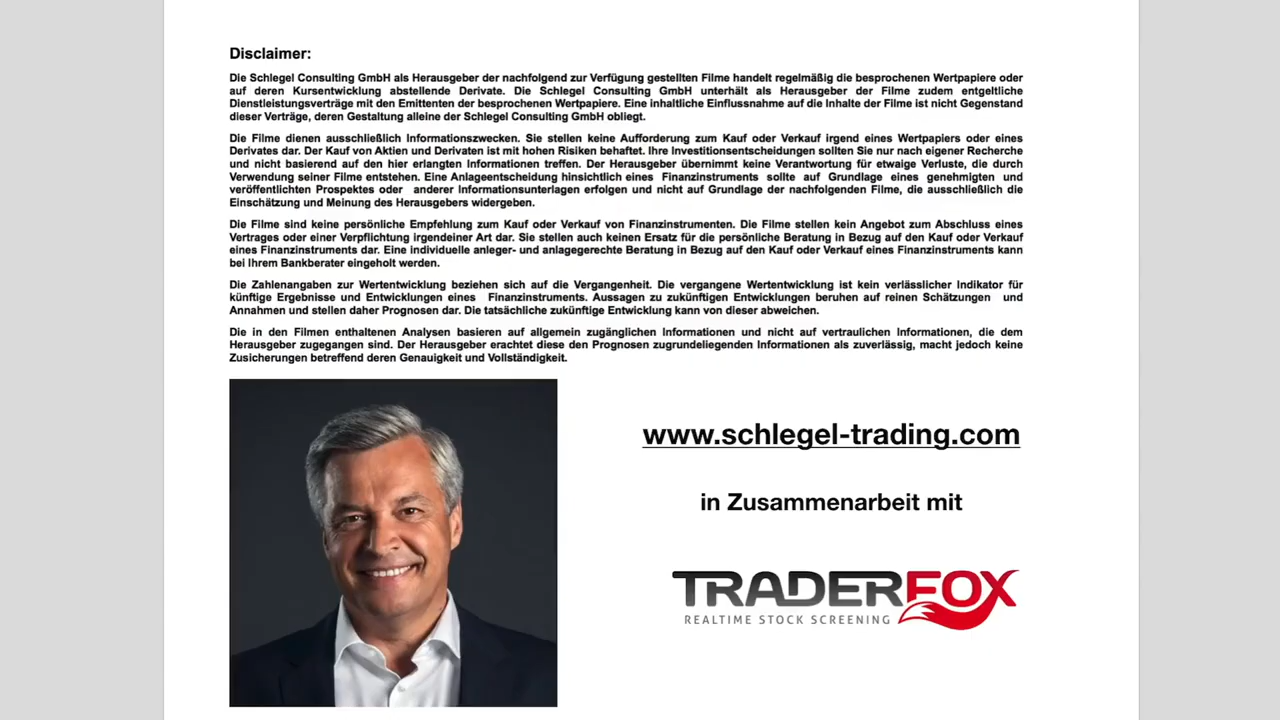 Disclaimer:
Die Schlegel Consulting GmbH als Herausgeber der nachfolgend zur Verfügung gestellten Filme handelt regelmäßig die besprochenen Wertpapiere oder
auf deren Kursentwicklung abstellende Derivate. Die Schlegel Consulting GmbH unterhält als Herausgeber der Filme zudem entgeltliche
Dienstleistungsverträge mit den Emittenten der besprochenen Wertpapiere. Eine inhaltliche Einflussnahme auf die Inhalte der Filme ist nicht Gegenstand
dieser Verträge, deren Gestaltung alleine der Schlegel Consulting GmbH obliegt.
Die Filme dienen ausschließlich Informationszwecken. Sie stellen keine Aufforderung zum Kauf oder Verkauf irgend eines Wertpapiers oder eines
Derivates dar. Der Kauf von Aktien und Derivaten ist mit hohen Risiken behaftet. Ihre Investitionsentscheidungen sollten Sie nur nach eigener Recherche
und nicht basierend auf den hier erlangten Informationen treffen. Der Herausgeber übernimmt keine Verantwortung für etwaige Verluste, die durch
Verwendung seiner Filme entstehen. Eine Anlageentscheidung hinsichtlich eines Finanzinstruments sollte auf Grundlage eines genehmigten und
veröffentlichten Prospektes oder anderer Informationsunterlagen erfolgen und nicht auf Grundlage der nachfolgenden Filme, die ausschließlich die
Einschätzung und Meinung des Herausgebers widergeben.
Die Filme sind keine persönliche Empfehlung zum Kauf oder Verkauf von Finanzinstrumenten. Die Filme stellen kein Angebot zum Abschluss eines
Vertrages oder einer Verpflichtung irgendeiner Art dar. Sie stellen auch keinen Ersatz für die persönliche Beratung in Bezug auf den Kauf oder Verkauf
eines Finanzinstruments dar. Eine individuelle anleger- und anlagegerechte Beratung in Bezug auf den Kauf oder Verkauf eines Finanzinstruments kann
bei Ihrem Bankberater eingeholt werden.
Die Zahlenangaben zur Wertentwicklung beziehen sich auf die Vergangenheit. Die vergangene Wertentwicklung ist kein verlässlicher Indikator für
künftige Ergebnisse und Entwicklungen eines Finanzinstruments. Aussagen zu zukünftigen Entwicklungen beruhen auf reinen Schätzungen und
Annahmen und stellen daher Prognosen dar. Die tatsächliche zukünftige Entwicklung kann von dieser abweichen.
Die in den Filmen enthaltenen Analysen basieren auf allgemein zugänglichen Informationen und nicht auf vertraulichen Informationen, die dem
Herausgeber zugegangen sind. Der Herausgeber erachtet diese den Prognosen zugrundeliegenden Informationen als zuverlässig, macht jedoch keine
Zusicherungen betreffend deren Genauigkeit und Vollständigkeit.
www.schlegel-trading.com
in Zusammenarbeit mit
TRADERFOX
REALTIME STOCK SCREENING